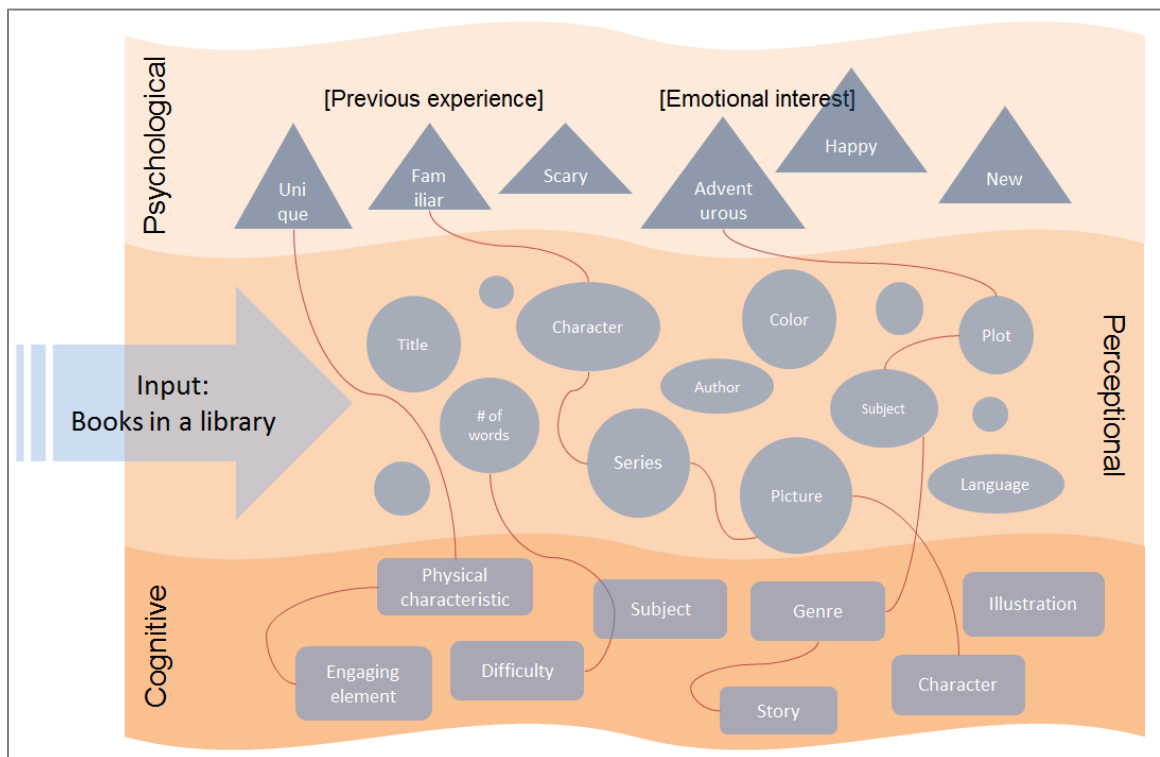 Psychological
[Previous experience]
[Emotional interest]
Uni
que
Fam
iliar
Scary
Advent
urous
Happy
New
Perceptional
Input:
Books in a library
Title
Character
Color
Plot
Author
Subject
# of
words
Series
Picture
Language
Cognitive
Physical
characteristic
Subject
Genre
Illustration
Engaging
element
Difficulty
Story
Character